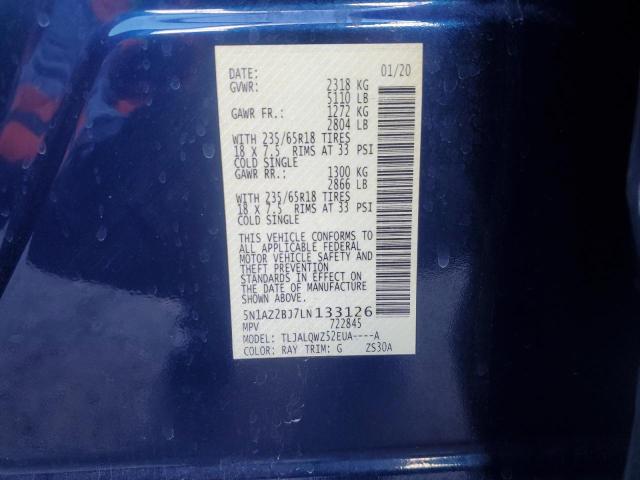 DATE: 01/20
GVWR: 2318 KG
5110 LB
GAWR FR.: 1272 KG
2804 LB
WITH 235/65R18 TIRES
18 X 7.5 RIMS AT 33 PSI
COLD SINGLE
GAWR RR.: 1300 KG
2866 LB
WITH 235/65R18 TIRES
18 X 7.5 RIMS AT 33 PSI
COLD SINGLE
THIS VEHICLE CONFORMS TO
ALL APPLICABLE FEDERAL
MOTOR VEHICLE SAFETY AND
THEFT PREVENTION
STANDARDS IN EFFECT ON
THE DATE OF MANUFACTURE
SHOWN ABOVE.
5N1AZ2BJ7LN133126
MPV 722845
MODEL: TLJALQWZ52EUA----A
COLOR: RAY TRIM: G ZS30A